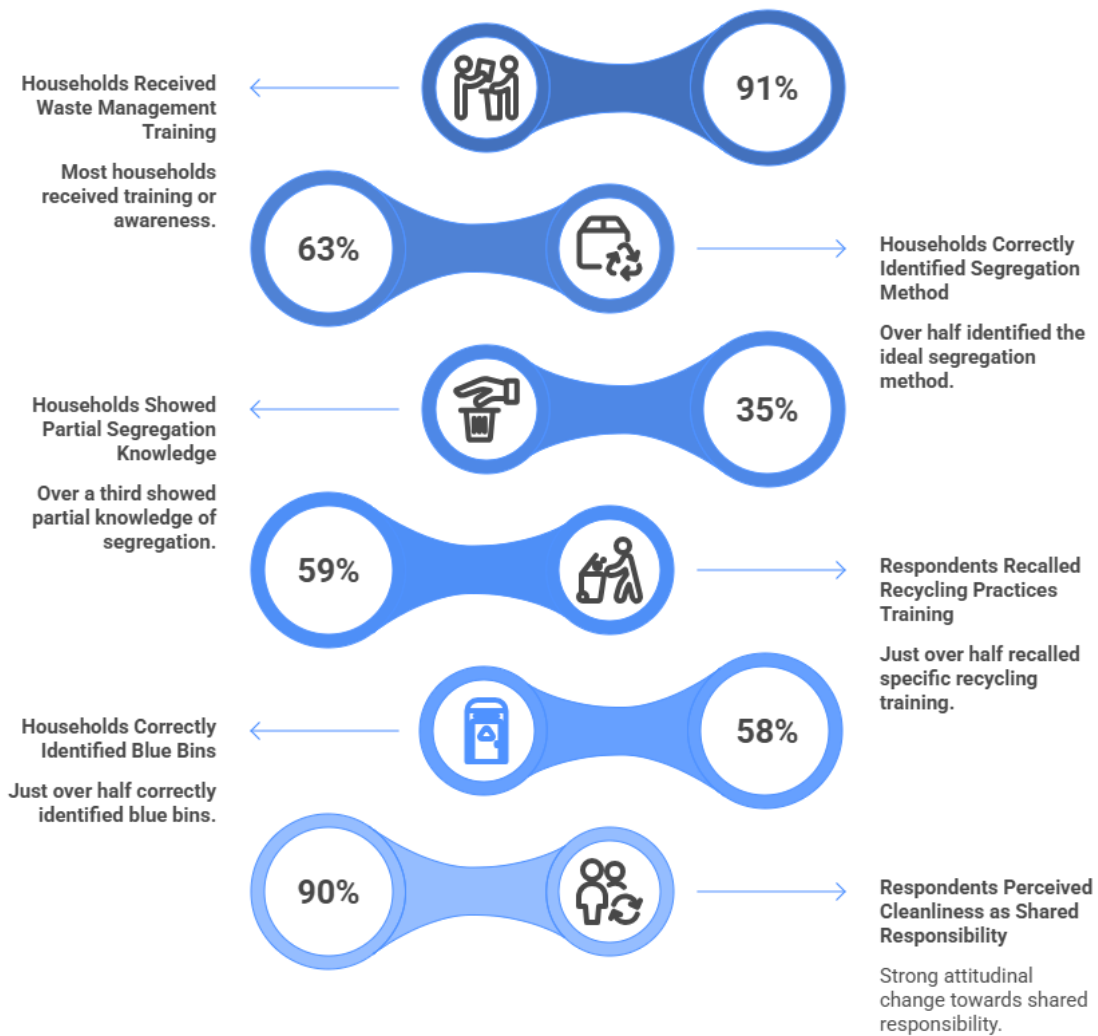 91%
Households Received
Waste Management
Training
Most households
received training or
awareness.
63%
Households Correctly
Identified Segregation
Method
Over half identified the
ideal segregation
method.
35%
Households Showed
Partial Segregation
Knowledge
Over a third showed
partial knowledge of
segregation.
59%
Respondents Recalled
Recycling Practices
Training
Just over half recalled
specific recycling
training.
58%
Households Correctly
Identified Blue Bins
Just over half correctly
identified blue bins.
90%
Respondents Perceived
Cleanliness as Shared
Responsibility
Strong attitudinal
change towards shared
responsibility.